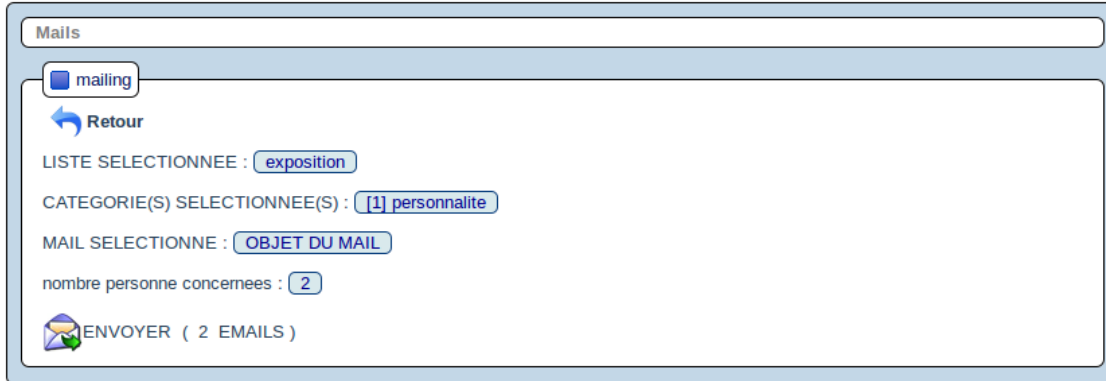 Mails
mailing
Retour
LISTE SELECTIONNEE : exposition
CATEGORIE(S) SELECTIONNEE(S) : [1] personnalite
MAIL SELECTIONNE : OBJET DU MAIL
nombre personne concernees : 2
ENVOYER ( 2 EMAILS )